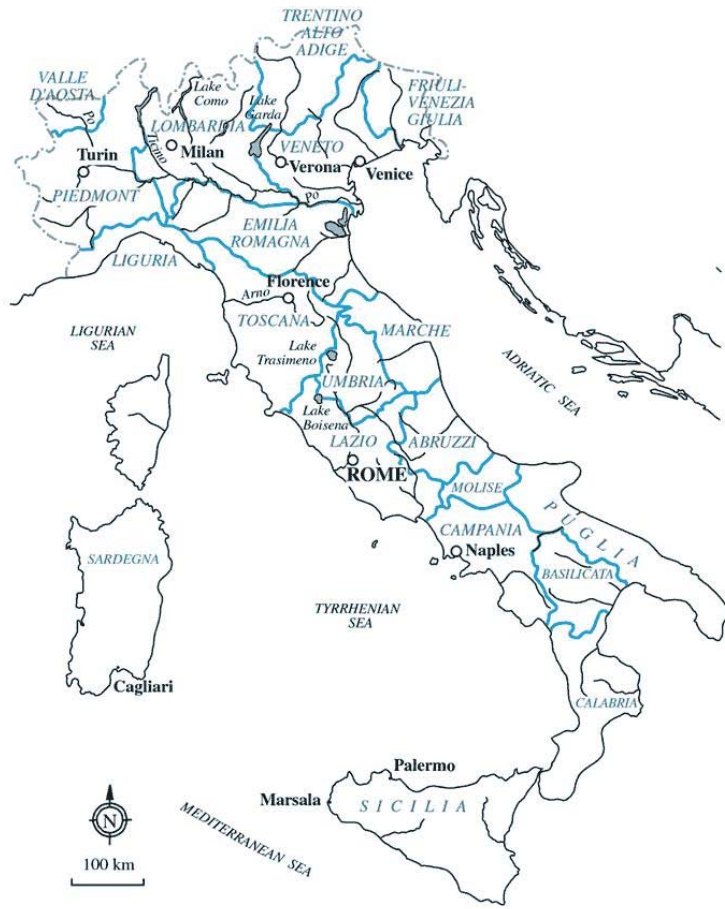 TRENTINO
ALTO
ADIGE
VALLE
D'AOSTA
Lake
Como
Lake
Garda
FRIULI-
VENEZIA
GIULIA
Po
LOMBARDIA
Ticino
VENETO
Turin
Milan
Verona
Venice
PIEDMONT
Po
EMILIA
ROMAGNA
LIGURIA
Florence
Arno
TOSCANA
MARCHE
LIGURIAN
SEA
Lake
Trasimeno
ADRIATIC SEA
UMBRIA
Lake
Boisena
LAZIO
ABRUZZI
ROME
MOLISE
PUGLIA
CAMPANIA
Naples
SARDEGNA
BASILICATA
TYRRHENIAN
SEA
Cagliari
CALABRIA
Palermo
Marsala
SICILIA
N
MEDITERRANEAN SEA
100 km